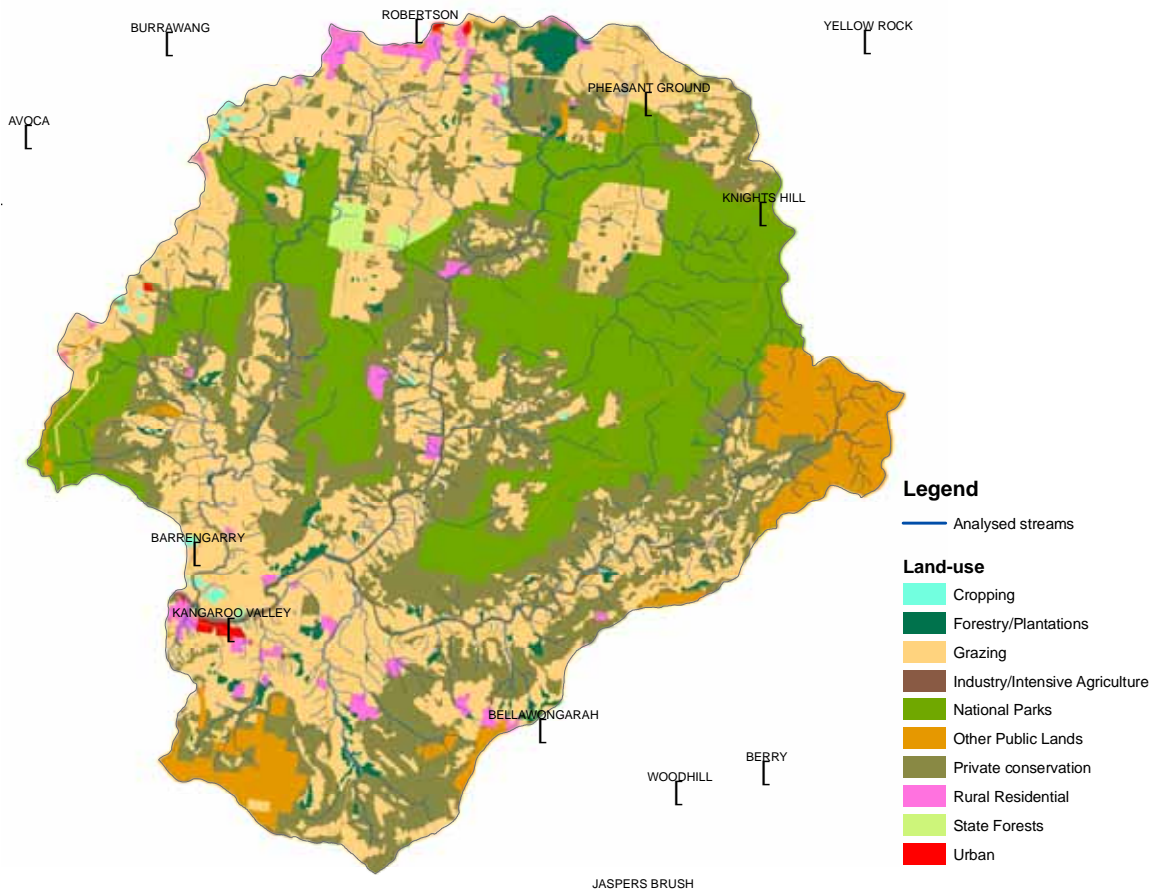 ROBERTSON
BURRAWANG
YELLOW ROCK
PHEASANT GROUND
AVOCA
KNIGHTS HILL
BARRENGARRY
KANGAROO VALLEY
BELLAWONGARAH
BERRY
WOODHILL
JASPERS BRUSH
Legend
Analysed streams
Land-use
Cropping
Forestry/Plantations
Grazing
Industry/Intensive Agriculture
National Parks
Other Public Lands
Private conservation
Rural Residential
State Forests
Urban